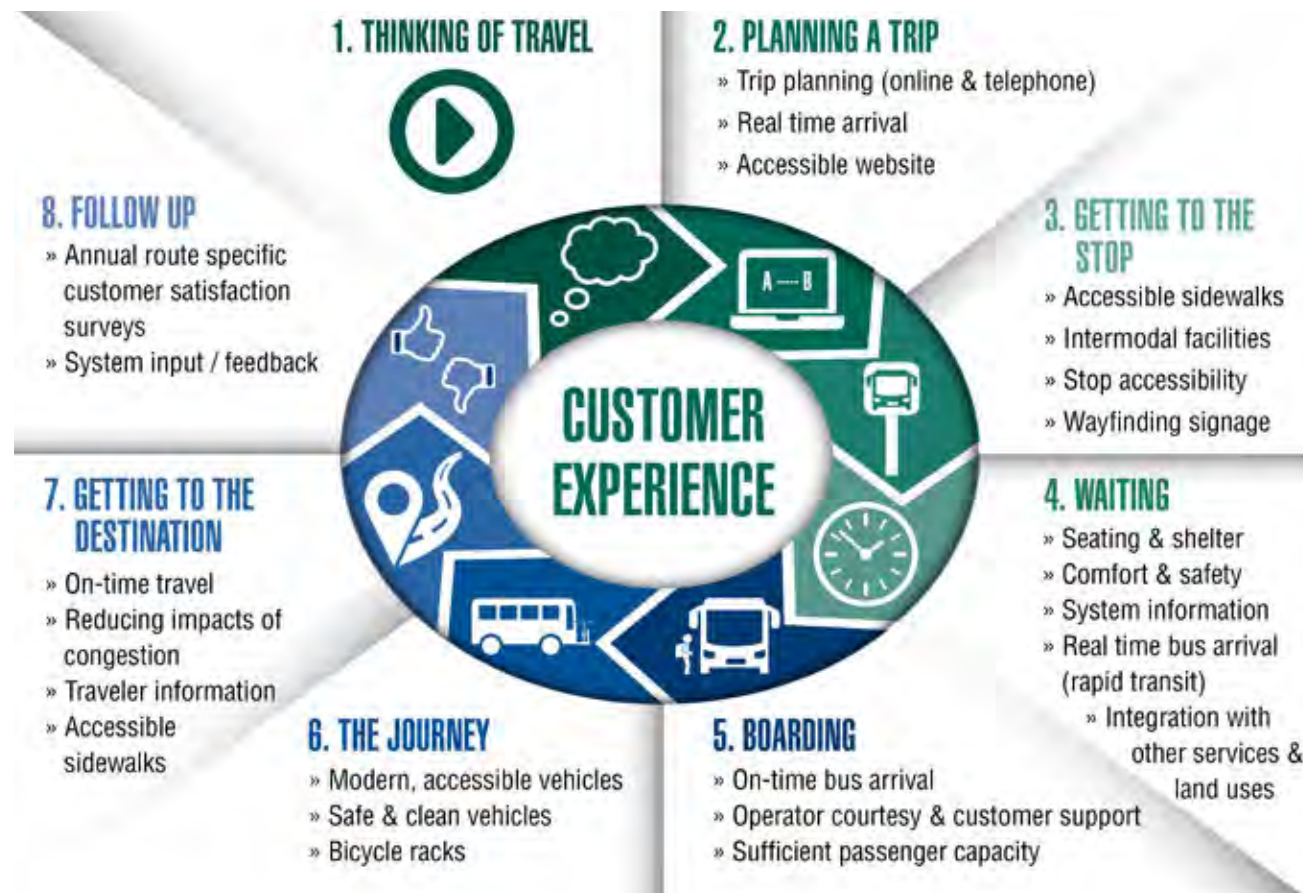 1. THINKING OF TRAVEL
2. PLANNING A TRIP
» Trip planning (online & telephone)
» Real time arrival
» Accessible website
3. GETTING TO THE
STOP
» Accessible sidewalks
» Intermodal facilities
» Stop accessibility
» Wayfinding signage
4. WAITING
» Seating & shelter
» Comfort & safety
» System information
» Real time bus arrival
(rapid transit)
» Integration with
other services &
land uses
5. BOARDING
» On-time bus arrival
» Operator courtesy & customer support
» Sufficient passenger capacity
6. THE JOURNEY
» Modern, accessible vehicles
» Safe & clean vehicles
» Bicycle racks
7. GETTING TO THE
DESTINATION
» On-time travel
» Reducing impacts of
congestion
» Traveler information
» Accessible
sidewalks
8. FOLLOW UP
» Annual route specific
customer satisfaction
surveys
» System input / feedback
A ---- B
CUSTOMER
EXPERIENCE